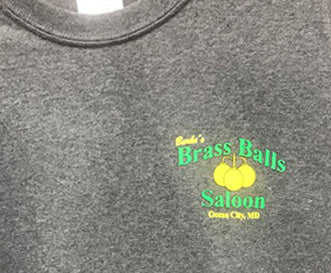 Brass Balls
Saloon
Ocean City, MD